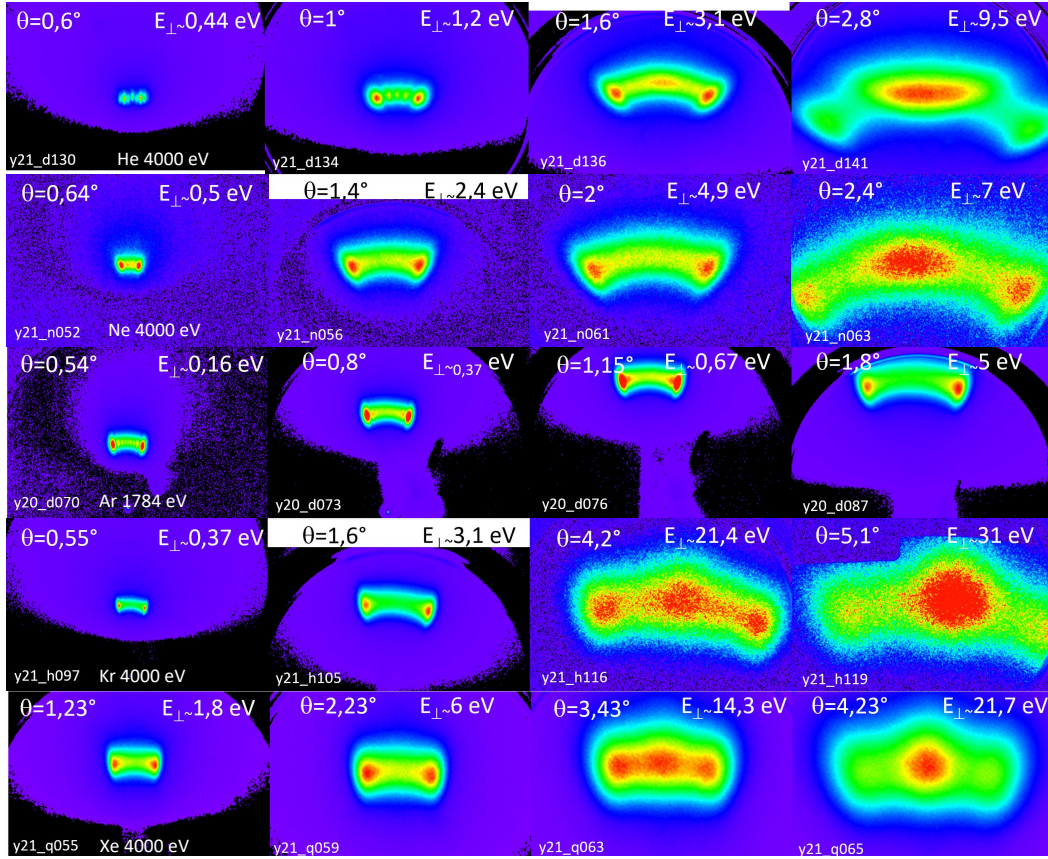 θ=0,6° E⊥~0,44 eV
y21_d130 He 4000 eV
θ=1° E⊥~1,2 eV
y21_d134
θ=1,6° E⊥~3,1 eV
y21_d136
θ=2,8° E⊥~9,5 eV
y21_d141
θ=0,64° E⊥~0,5 eV
y21_n052 Ne 4000 eV
θ=1,4° E⊥~2,4 eV
y21_n056
θ=2° E⊥~4,9 eV
y21_n061
θ=2,4° E⊥~7 eV
y21_n063
θ=0,54° E⊥~0,16 eV
y20_d070 Ar 1784 eV
θ=0,8° E⊥~0,37 eV
y20_d073
θ=1,15° E⊥~0,67 eV
y20_d076
θ=1,8° E⊥~5 eV
y20_d087
θ=0,55° E⊥~0,37 eV
y21_h097 Kr 4000 eV
θ=1,6° E⊥~3,1 eV
y21_h105
θ=4,2° E⊥~21,4 eV
y21_h116
θ=5,1° E⊥~31 eV
y21_h119
θ=1,23° E⊥~1,8 eV
y21_q055 Xe 4000 eV
θ=2,23° E⊥~6 eV
y21_q059
θ=3,43° E⊥~14,3 eV
y21_q063
θ=4,23° E⊥~21,7 eV
y21_q065